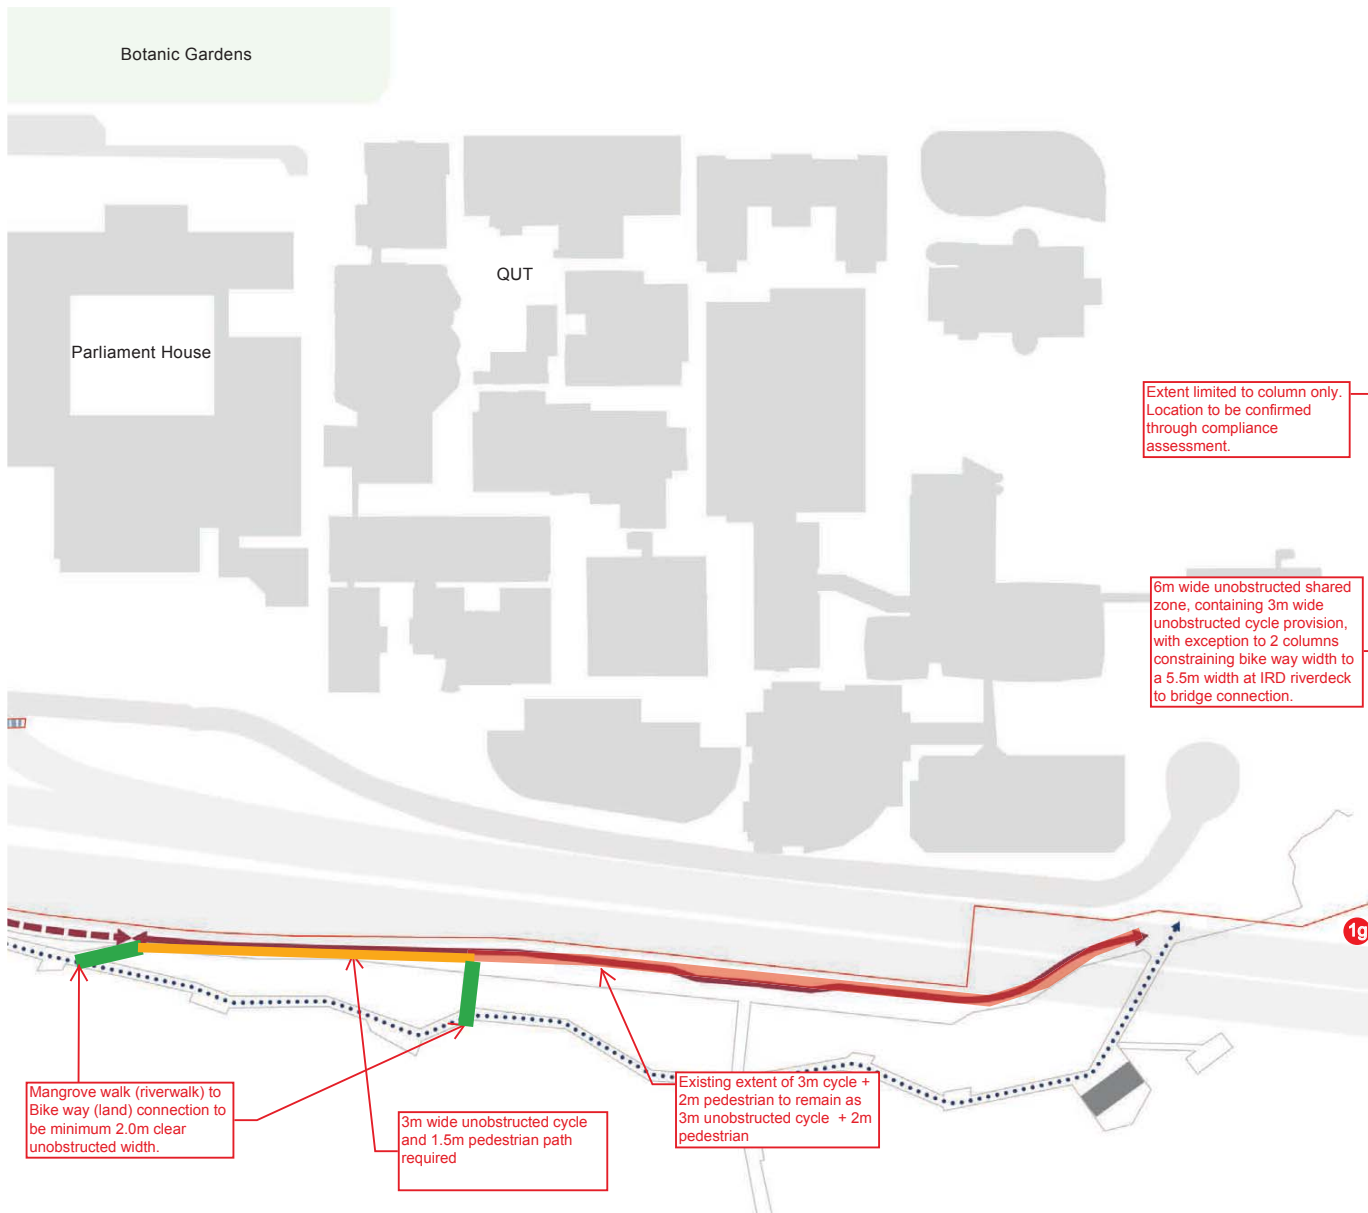 Botanic Gardens
QUT
Parliament House
Extent limited to column only.
Location to be confirmed
through compliance
assessment.
6m wide unobstructed shared
zone, containing 3m wide
unobstructed cycle provision,
with exception to 2 columns
constraining bike way width to
a 5.5m width at IRD riverdeck
to bridge connection.
1g
Mangrove walk (riverwalk) to
Bike way (land) connection to
be minimum 2.0m clear
unobstructed width.
3m wide unobstructed cycle
and 1.5m pedestrian path
required
Existing extent of 3m cycle +
2m pedestrian to remain as
3m unobstructed cycle + 2m
pedestrian